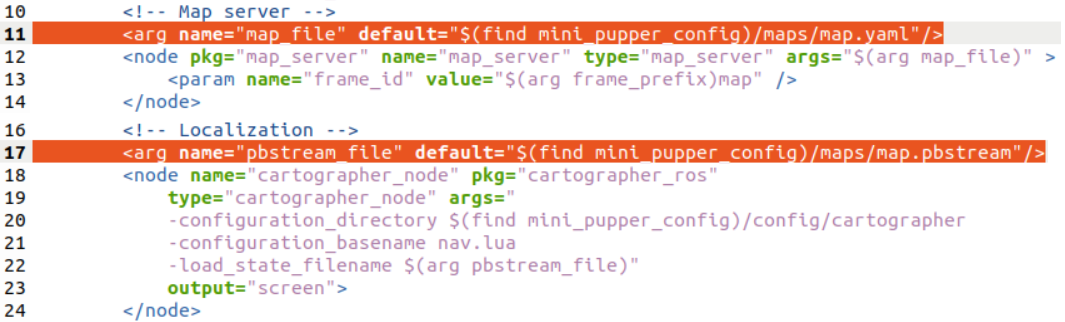 10 <!-- Map server -->
11 <arg name="map_file" default="$(find mini_pupper_config)/maps/map.yaml"/>
12 <node pkg="map_server" name="map_server" type="map_server" args="$(arg map_file)" >
13 <param name="frame_id" value="$(arg frame_prefix)map" />
14 </node>
16 <!-- Localization -->
17 <arg name="pbstream_file" default="$(find mini_pupper_config)/maps/map.pbstream"/>
18 <node name="cartographer_node" pkg="cartographer_ros"
19 type="cartographer_node" args="
20 -configuration_directory $(find mini_pupper_config)/config/cartographer
21 -configuration_basename nav.lua
22 -load_state_filename $(arg pbstream_file)"
23 output="screen">
24 </node>